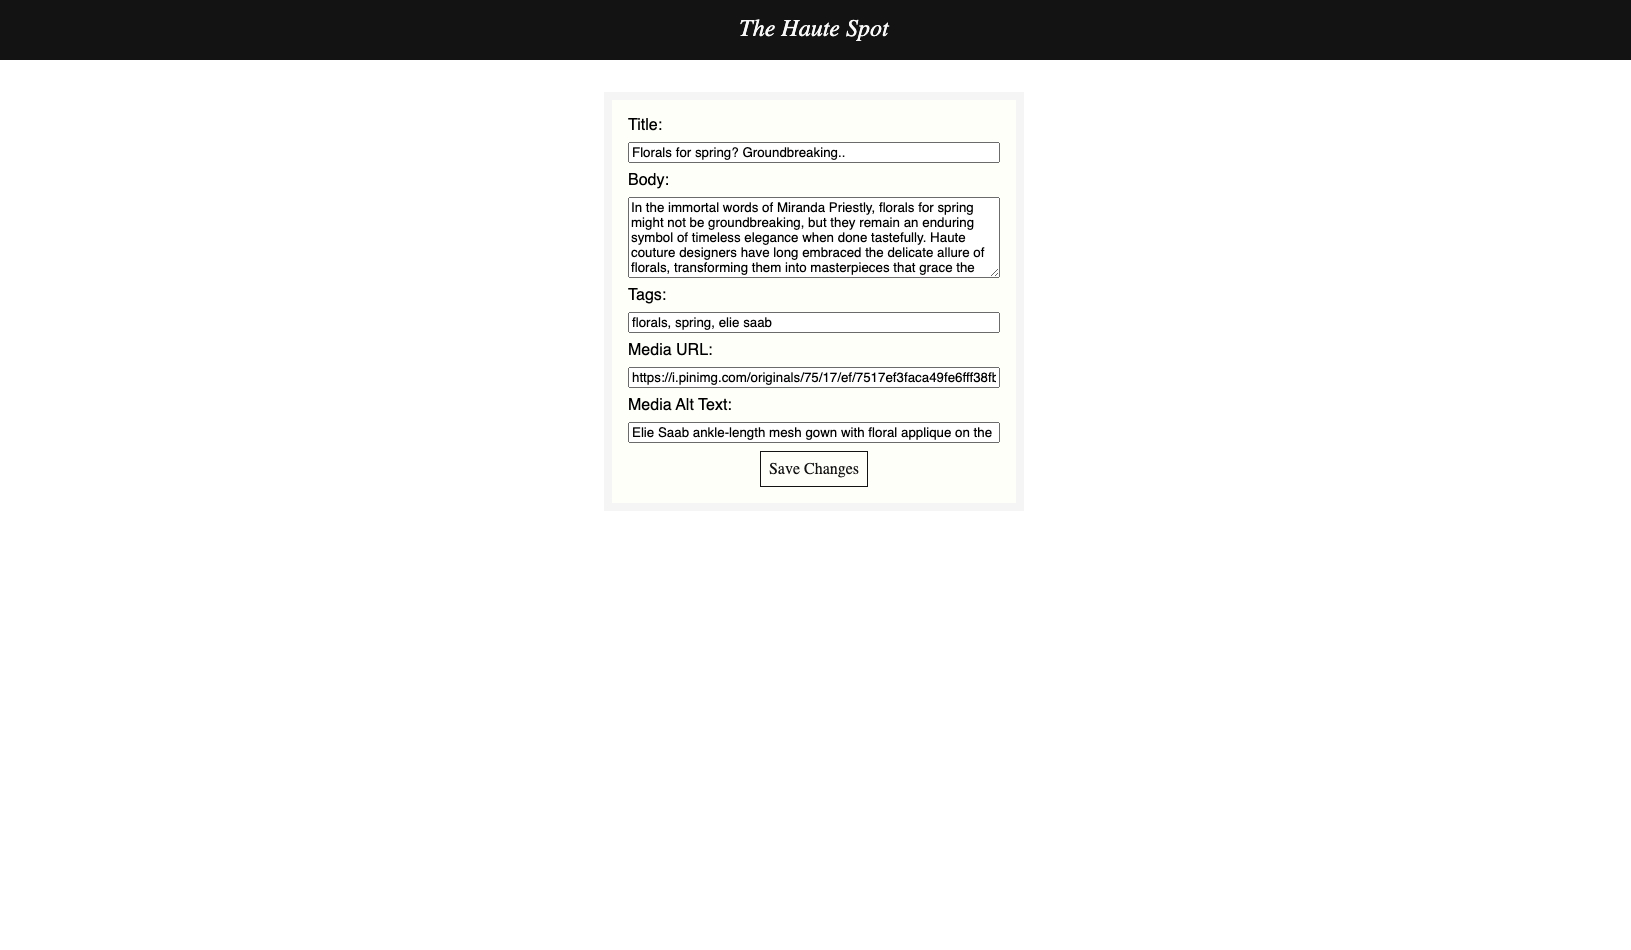 The Haute Spot
Title:
Florals for spring? Groundbreaking..
Body:
In the immortal words of Miranda Priestly, florals for spring
might not be groundbreaking, but they remain an enduring
symbol of timeless elegance when done tastefully. Haute
couture designers have long embraced the delicate allure of
florals, transforming them into masterpieces that grace the
Tags:
florals, spring, elie saab
Media URL:
https://i.pinimg.com/originals/75/17/ef/7517ef3faca49fe6fff38ft
Media Alt Text:
Elie Saab ankle-length mesh gown with floral applique on the
Save Changes